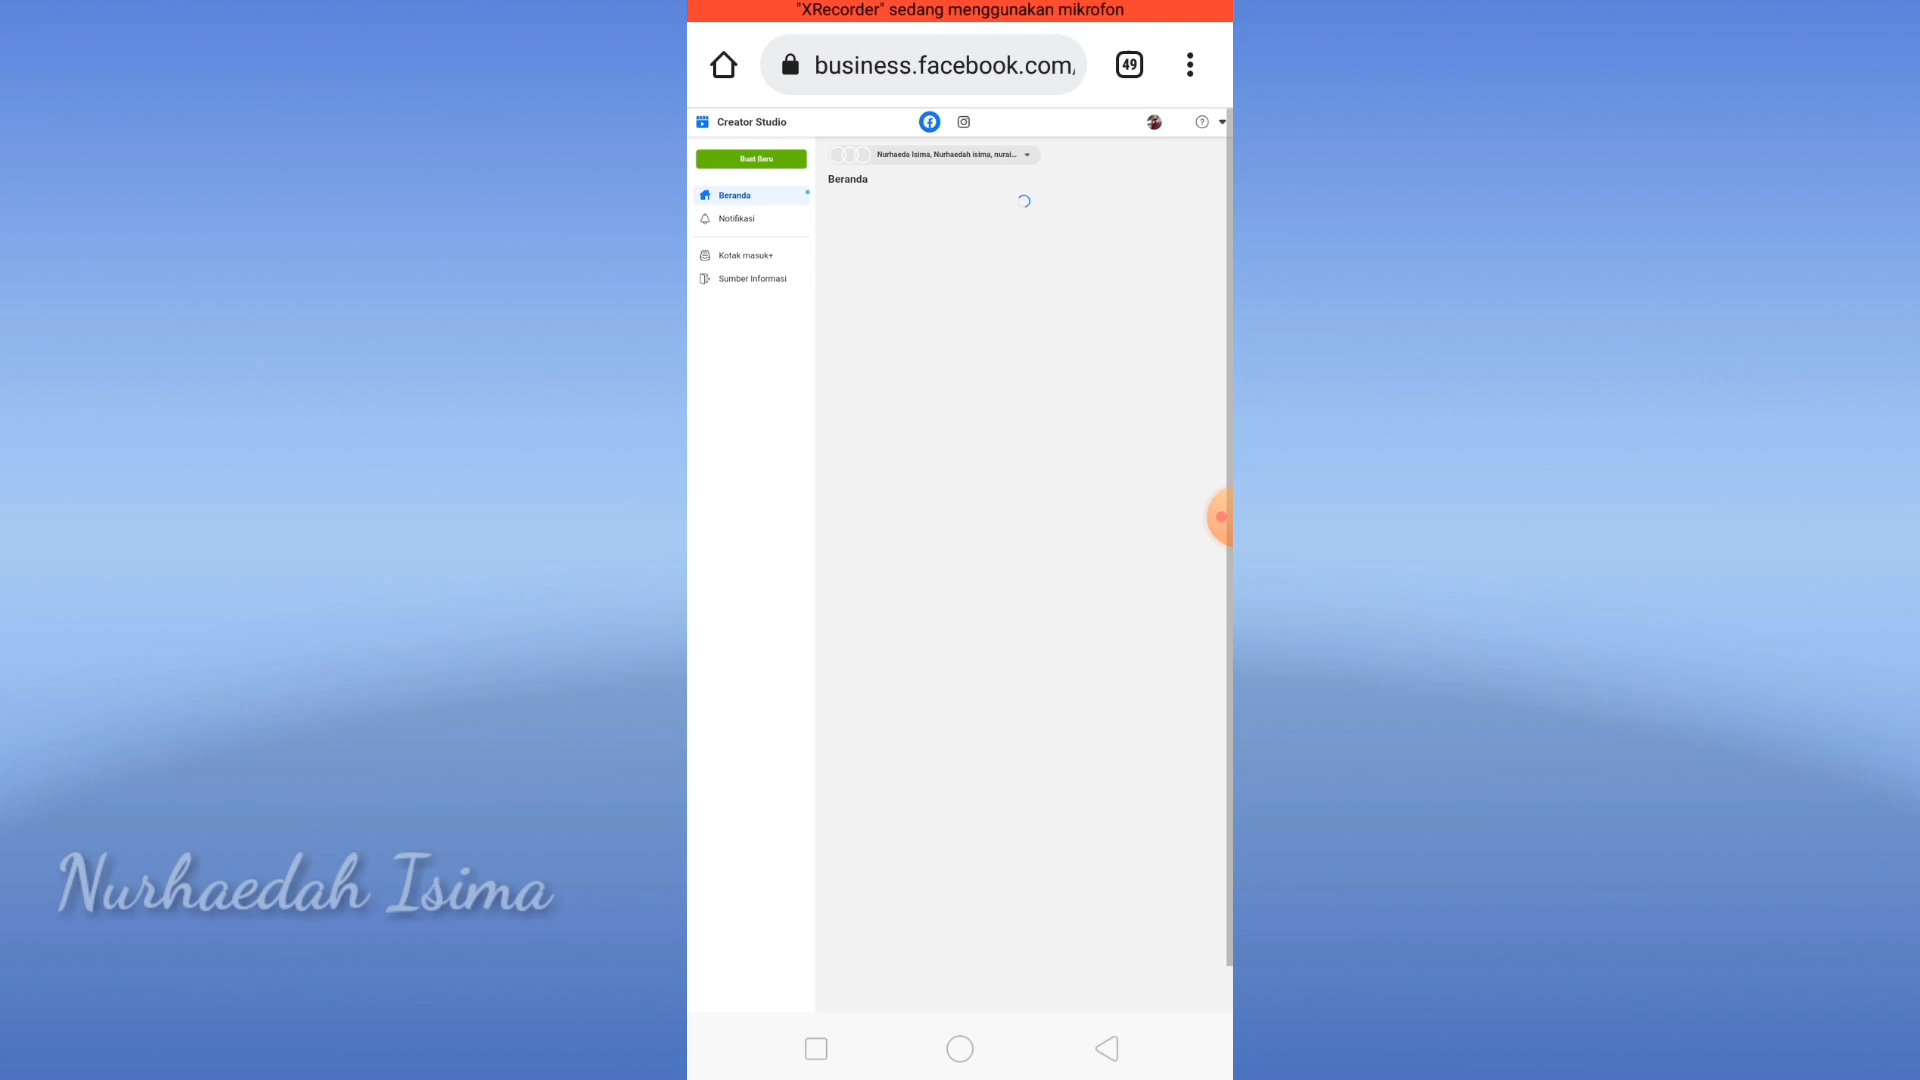 "XRecorder" sedang menggunakan mikrofon
business.facebook.com/
49
Creator Studio
Nurhaeda Isima, Nurhaedah isima, nurai...
Buat Baru
Beranda
Beranda
Notifikasi
Kotak masuk+
Sumber Informasi
Nurhaedah Isima